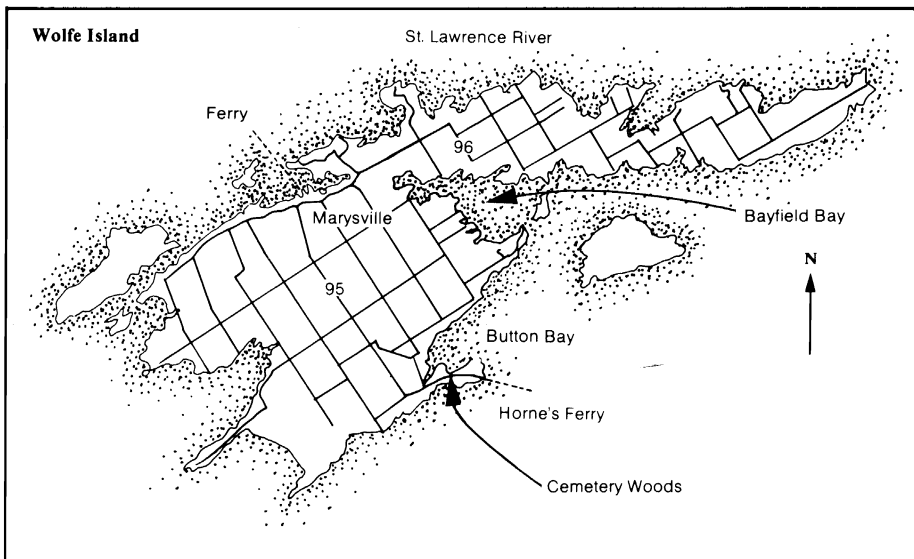 Wolfe Island
St. Lawrence River
Ferry
96
Marysville
Bayfield Bay
N
95
Button Bay
Horne's Ferry
Cemetery Woods